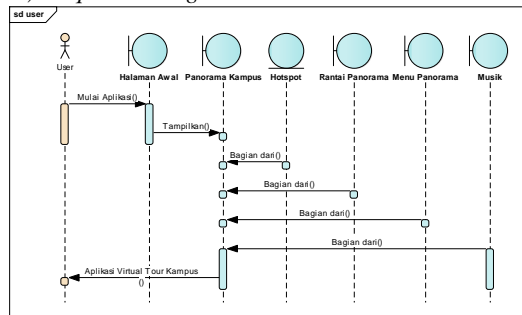 sd user
User
Halaman Awal
Panorama Kampus
Hotspot
Rantai Panorama
Menu Panorama
Musik
Mulai Aplikasi()
Tampilkan()
Bagian dari()
Bagian dari()
Bagian dari()
Bagian dari()
Aplikasi Virtual Tour Kampus
()